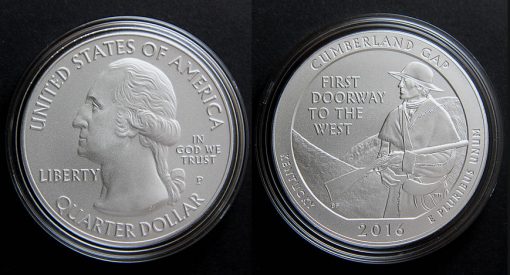 UNITED STATES OF AMERICA
IN
GOD WE
TRUST
LIBERTY
P
QUARTER DOLLAR
CUMBERLAND GAP
FIRST
DOORWAY
TO THE
WEST
KENTUCKY
2016
E PLURIBUS UNUM